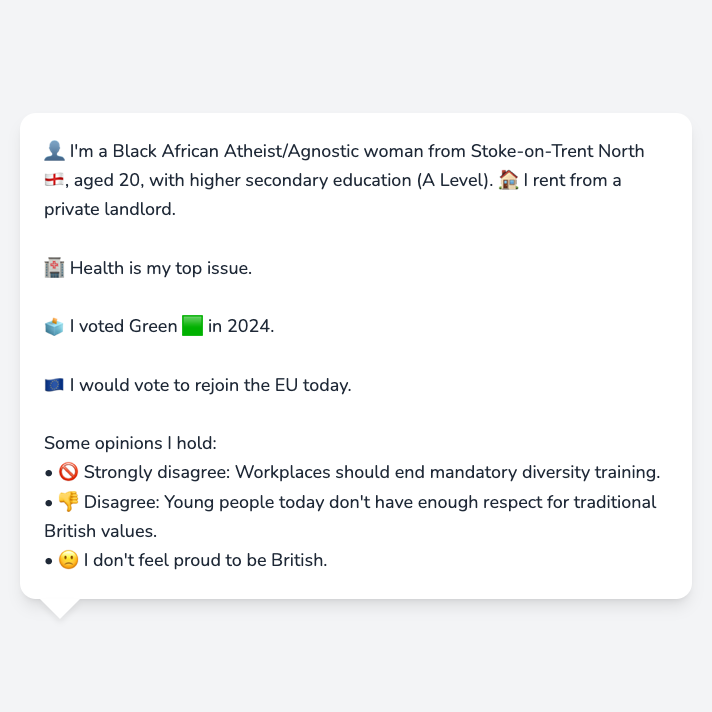 👤 I'm a Black African Atheist/Agnostic woman from Stoke-on-Trent North
🏴󠁧󠁢󠁥󠁮󠁧󠁿, aged 20, with higher secondary education (A Level). 🏠 I rent from a
private landlord.
🏥 Health is my top issue.
🗳️ I voted Green 🟩 in 2024.
🇪🇺 I would vote to rejoin the EU today.
Some opinions I hold:
• 🚫 Strongly disagree: Workplaces should end mandatory diversity training.
• 👎 Disagree: Young people today don't have enough respect for traditional
British values.
• 🙁 I don't feel proud to be British.